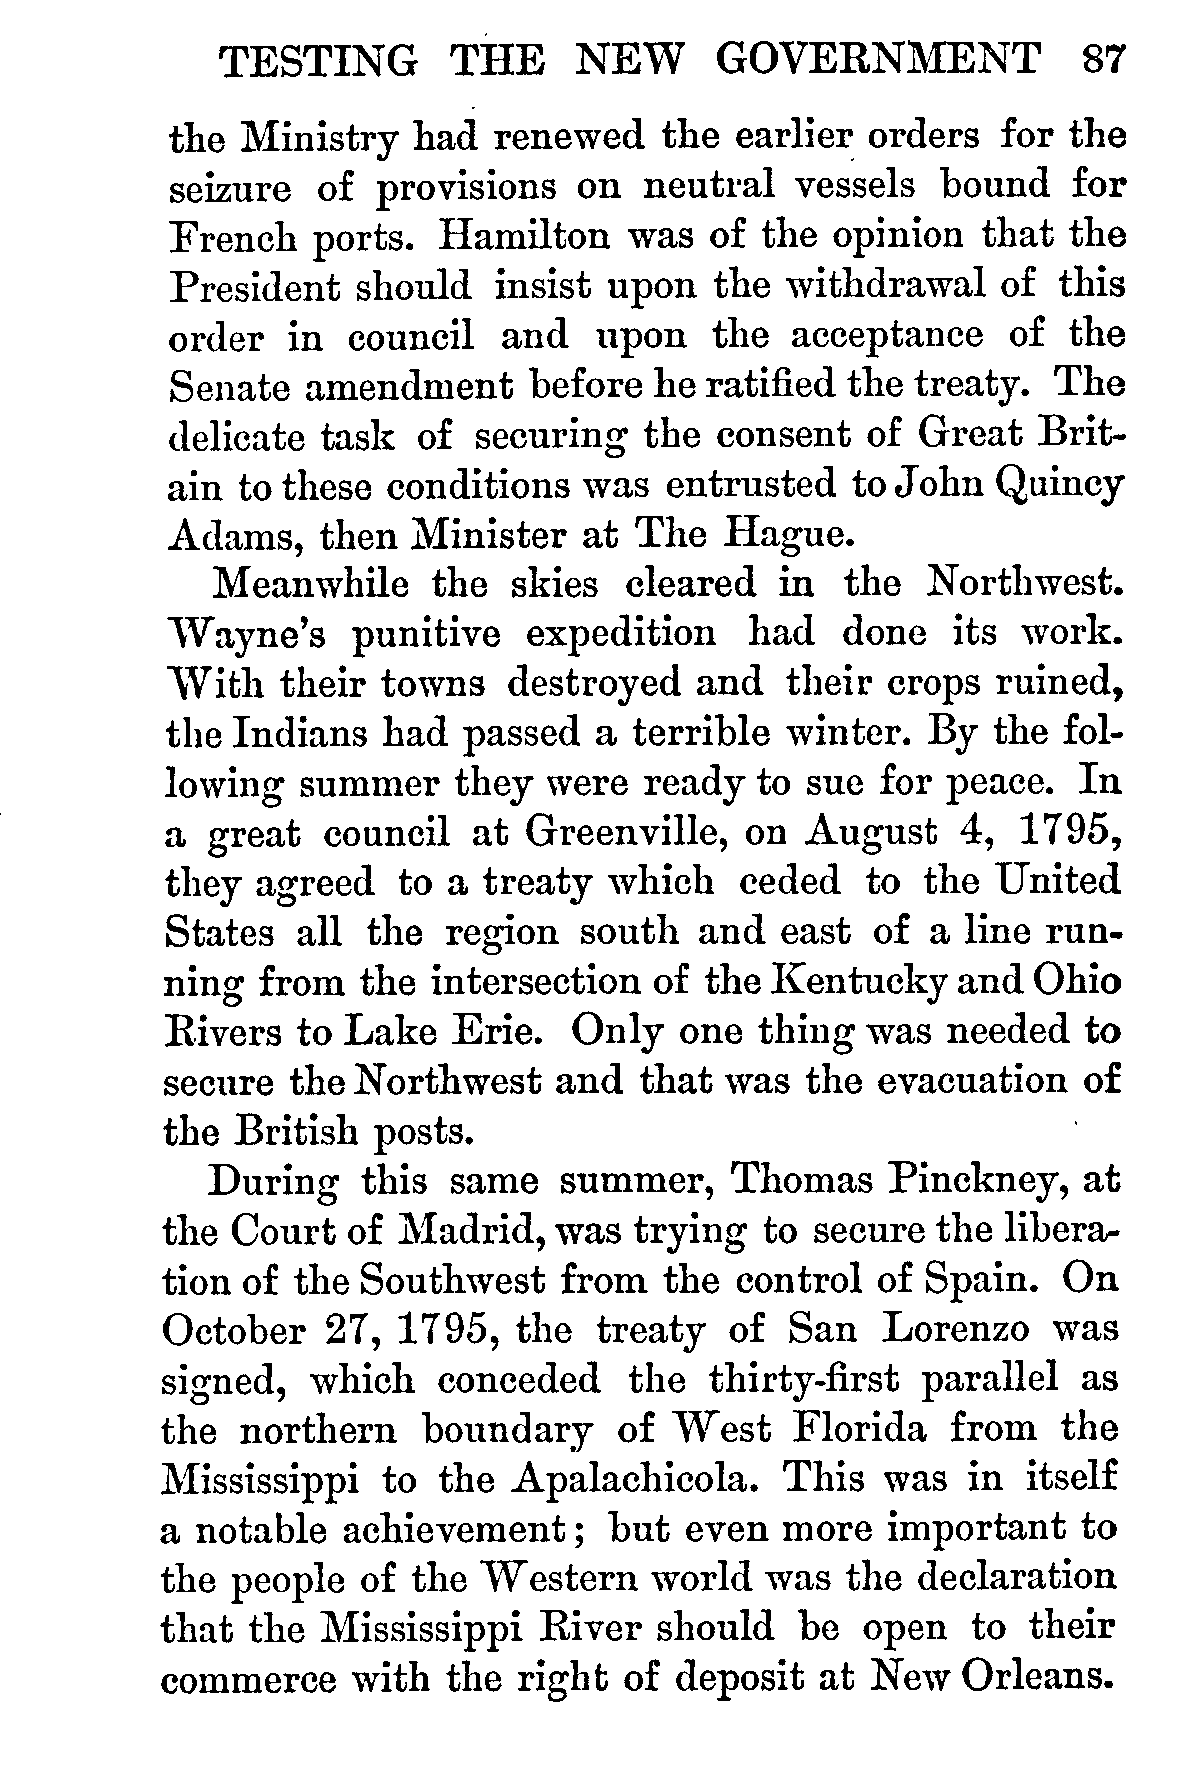 TESTING THE NEW GOVERNMENT 87
the Ministry had renewed the earlier orders for the
seizure of provisions on neutral vessels bound for
French ports. Hamilton was of the opinion that the
President should insist upon the withdrawal of this
order in council and upon the acceptance of the
Senate amendment before he ratified the treaty. The
delicate task of securing the consent of Great Brit-
ain to these conditions was entrusted to John Quincy
Adams, then Minister at The Hague.
Meanwhile the skies cleared in the Northwest.
Wayne's punitive expedition had done its work.
With their towns destroyed and their crops ruined,
the Indians had passed a terrible winter. By the fol-
lowing summer they were ready to sue for peace. In
a great council at Greenville, on August 4, 1795,
they agreed to a treaty which ceded to the United
States all the region south and east of a line run-
ning from the intersection of the Kentucky and Ohio
Rivers to Lake Erie. Only one thing was needed to
secure the Northwest and that was the evacuation of
the British posts.
During this same summer, Thomas Pinckney, at
the Court of Madrid, was trying to secure the libera-
tion of the Southwest from the control of Spain. On
October 27, 1795, the treaty of San Lorenzo was
signed, which conceded the thirty-first parallel as
the northern boundary of West Florida from the
Mississippi to the Apalachicola. This was in itself
a notable achievement; but even more important to
the people of the Western world was the declaration
that the Mississippi River should be open to their
commerce with the right of deposit at New Orleans.